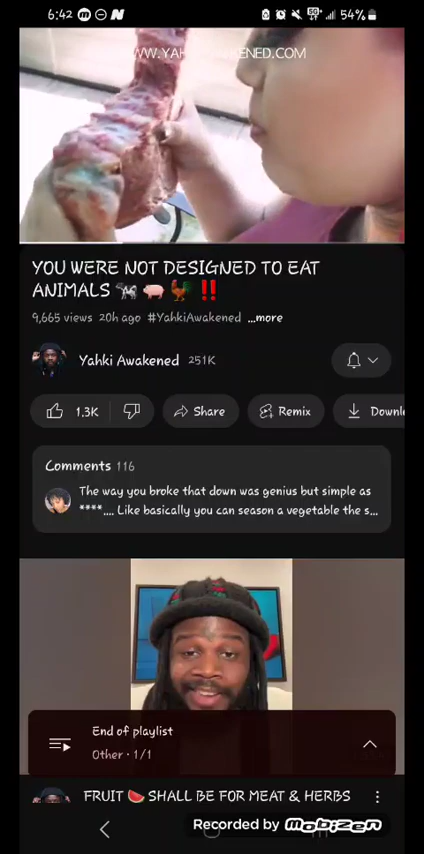 6:42 54%
WWW.YAHKIAWAKENED.COM
YOU WERE NOT DESIGNED TO EAT
ANIMALS 🐄 🐖 🐓 ‼️
9,665 views 20h ago #YahkiAwakened ...more
Yahki Awakened 251K
1.3K Share Remix Downlo
Comments 116
The way you broke that down was genius but simple as
****.... Like basically you can season a vegetable the s...
End of playlist
Other · 1/1
FRUIT 🍉 SHALL BE FOR MEAT & HERBS
Recorded by mobizen